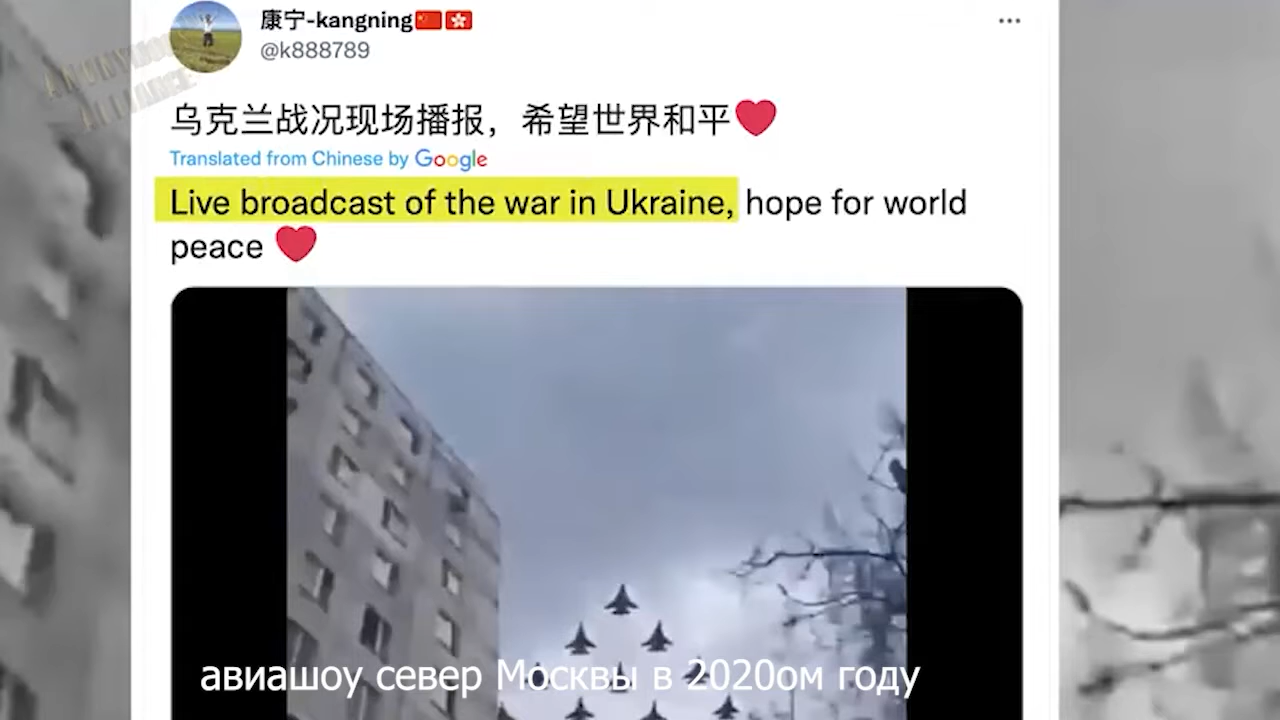 ANONYMOUS
ALLIANCE
康宁-kangning🇨🇳🇭🇰
@k888789
乌克兰战况现场播报，希望世界和平❤️
Translated from Chinese by Google
Live broadcast of the war in Ukraine, hope for world
peace ❤️
авиашоу север Москвы в 2020ом году